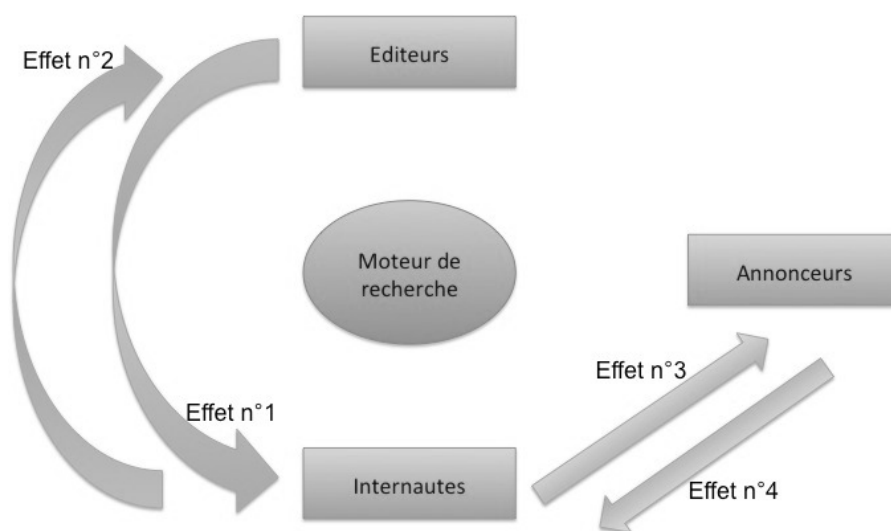 Editeurs
Effet n°2
Moteur de
recherche
Annonceurs
Effet n°3
Effet n°1
Internautes
Effet n°4